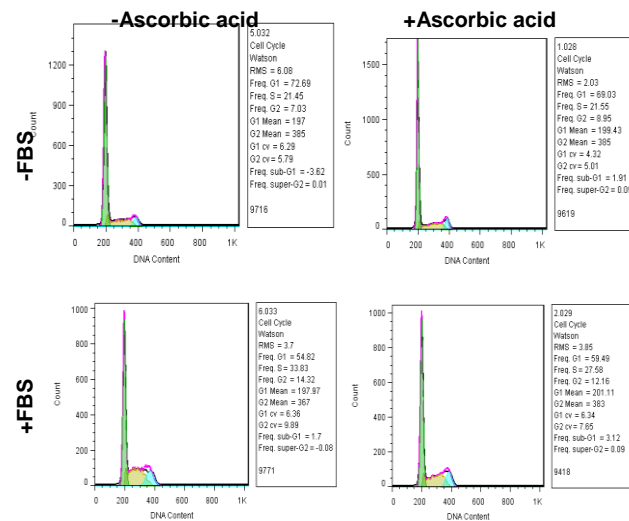 -Ascorbic acid
+Ascorbic acid
-FBS
Count
1200
900
600
300
0
0 200 400 600 800 1K
DNA Content
5.032
Cell Cycle
Watson
RMS = 6.08
Freq. G1 = 72.69
Freq. S = 21.45
Freq. G2 = 7.03
G1 Mean = 197
G2 Mean = 385
G1 cv = 6.29
G2 cv = 5.79
Freq. sub-G1 = -3.62
Freq. super-G2 = 0.01
9716
Count
1500
1000
500
0
0 200 400 600 800 1K
DNA Content
1.028
Cell Cycle
Watson
RMS = 2.03
Freq. G1 = 69.03
Freq. S = 21.55
Freq. G2 = 8.95
G1 Mean = 199.43
G2 Mean = 385
G1 cv = 4.32
G2 cv = 5.01
Freq. sub-G1 = 1.91
Freq. super-G2 = 0.0
9619
+FBS
Count
1000
800
600
400
200
0
0 200 400 600 800 1K
DNA Content
6.033
Cell Cycle
Watson
RMS = 3.7
Freq. G1 = 54.82
Freq. S = 33.83
Freq. G2 = 14.32
G1 Mean = 197.97
G2 Mean = 367
G1 cv = 6.36
G2 cv = 9.89
Freq. sub-G1 = 1.7
Freq. super-G2 = -0.08
9771
Count
1000
800
600
400
200
0
0 200 400 600 800 1K
DNA Content
2.029
Cell Cycle
Watson
RMS = 3.85
Freq. G1 = 59.49
Freq. S = 27.58
Freq. G2 = 12.16
G1 Mean = 201.11
G2 Mean = 383
G1 cv = 6.34
G2 cv = 7.65
Freq. sub-G1 = 3.12
Freq. super-G2 = 0.09
9418